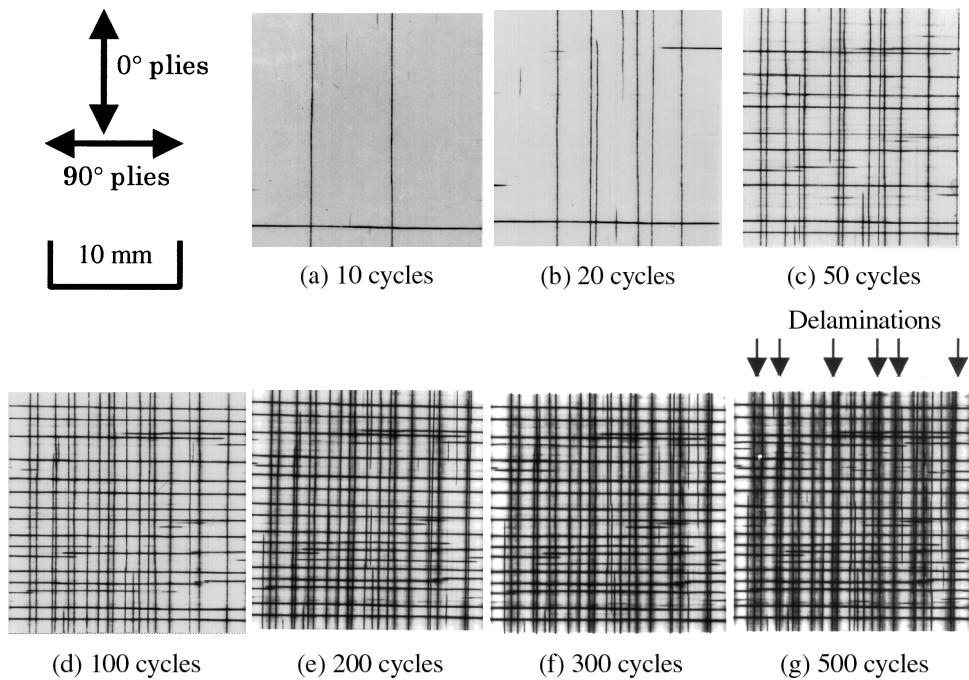 0° plies
90° plies
10 mm
(a) 10 cycles
(b) 20 cycles
(c) 50 cycles
Delaminations
(d) 100 cycles
(e) 200 cycles
(f) 300 cycles
(g) 500 cycles